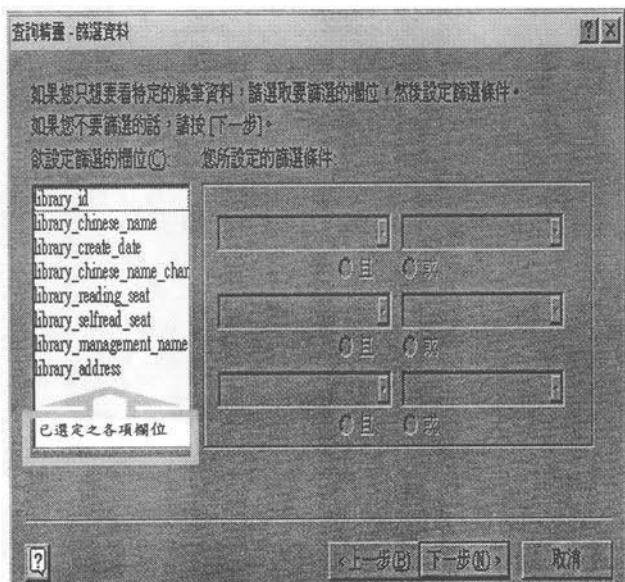 查詢精靈 - 篩選資料
如果您只想要看特定的幾筆資料，請選取要篩選的欄位，然後設定篩選條件。
如果您不要篩選的話，請按 [下一步]。
欲設定篩選的欄位(C): 您所設定的篩選條件:
library_id
library_chinese_name
library_create_date
library_chinese_name_chan
library_reading_seat
library_selfread_seat
library_management_name
library_address
已選定之各項欄位
且 或
且 或
且 或
<上一步(B) 下一步(N)> 取消